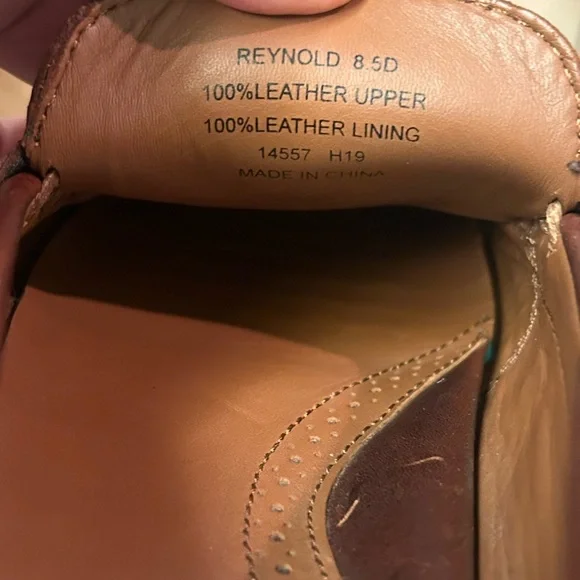 REYNOLD 8.5D
100%LEATHER UPPER
100%LEATHER LINING
14557 H19
MADE IN CHINA